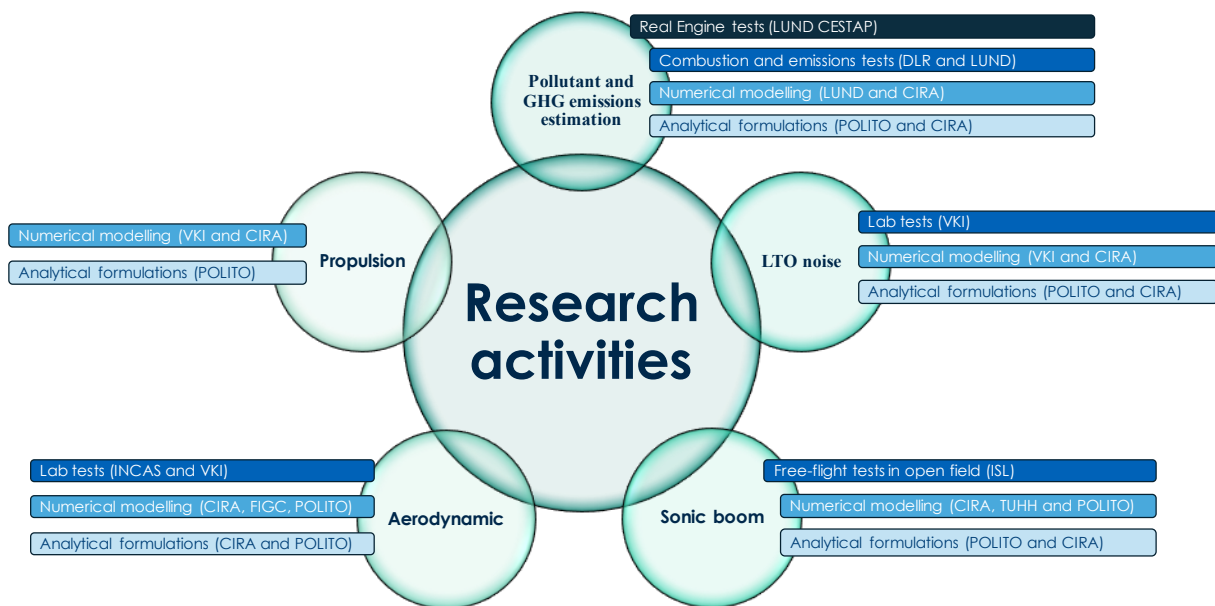 Real Engine tests (LUND CESTAP)
Combustion and emissions tests (DLR and LUND)
Numerical modelling (LUND and CIRA)
Analytical formulations (POLITO and CIRA)
Pollutant and
GHG emissions
estimation
Lab tests (VKI)
Numerical modelling (VKI and CIRA)
Analytical formulations (POLITO and CIRA)
LTO noise
Numerical modelling (VKI and CIRA)
Analytical formulations (POLITO)
Propulsion
Research
activities
Lab tests (INCAS and VKI)
Numerical modelling (CIRA, FIGC, POLITO)
Analytical formulations (CIRA and POLITO)
Aerodynamic
Free-flight tests in open field (ISL)
Numerical modelling (CIRA, TUHH and POLITO)
Analytical formulations (POLITO and CIRA)
Sonic boom